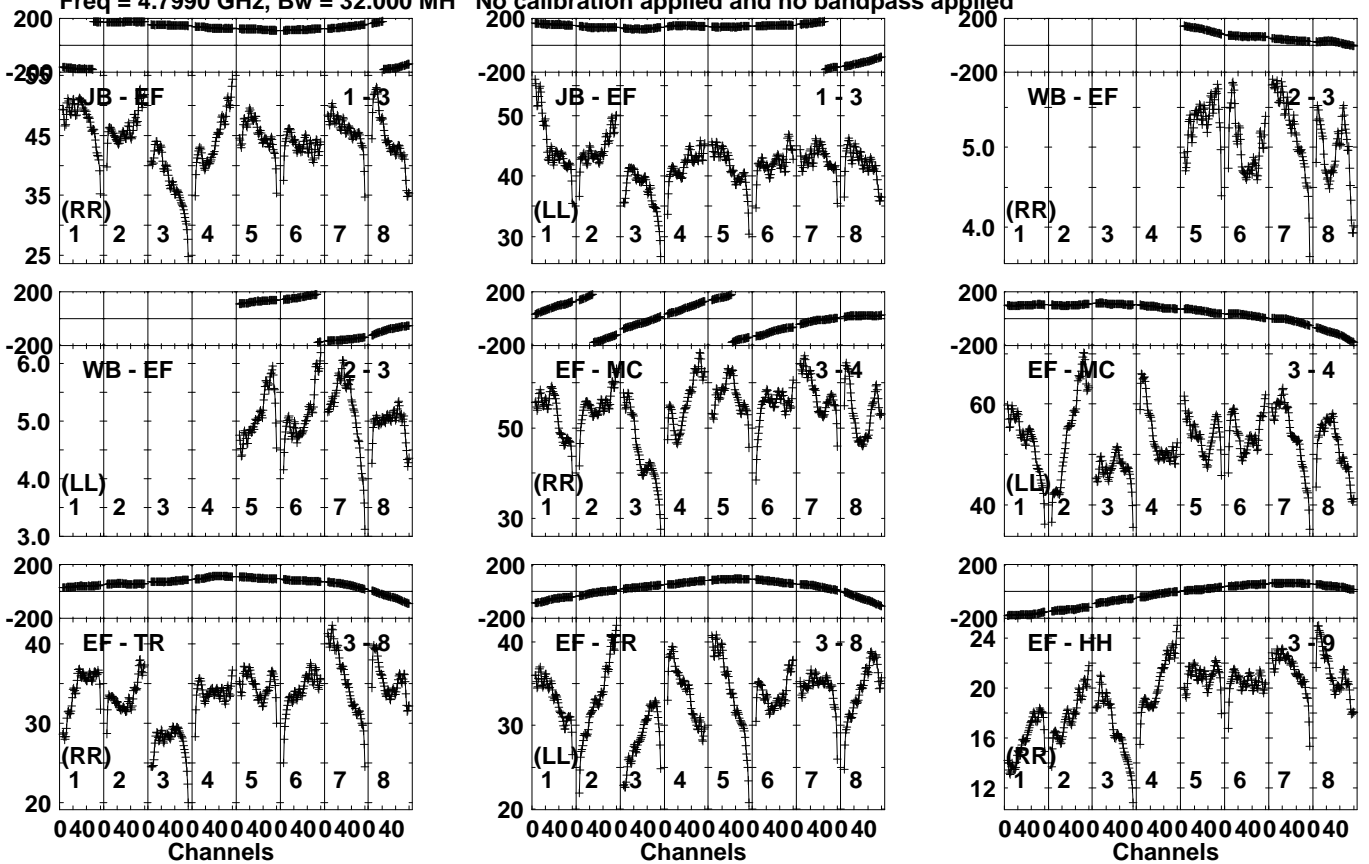 Freq = 4.7990 GHz, Bw = 32.000 MH No calibration applied and no bandpass applied
200
-200
55
45
35
25
JB - EF
1 - 3
(RR)
1 2 3 4 5 6 7 8
200
-200
50
40
30
JB - EF
1 - 3
(LL)
1 2 3 4 5 6 7 8
200
-200
5.0
4.0
WB - EF
2 - 3
(RR)
1 2 3 4 5 6 7 8
200
-200
6.0
5.0
4.0
3.0
WB - EF
2 - 3
(LL)
1 2 3 4 5 6 7 8
200
-200
50
30
EF - MC
3 - 4
(RR)
1 2 3 4 5 6 7 8
200
-200
60
40
EF - MC
3 - 4
(LL)
1 2 3 4 5 6 7 8
200
-200
40
30
20
EF - TR
3 - 8
(RR)
1 2 3 4 5 6 7 8
0 40 0 40 0 40 0 40 0 40 0 40 0 40 0 40
Channels
200
-200
40
30
20
EF - TR
3 - 8
(LL)
1 2 3 4 5 6 7 8
0 40 0 40 0 40 0 40 0 40 0 40 0 40 0 40
Channels
200
-200
24
20
16
12
EF - HH
3 - 9
(RR)
1 2 3 4 5 6 7 8
0 40 0 40 0 40 0 40 0 40 0 40 0 40 0 40
Channels